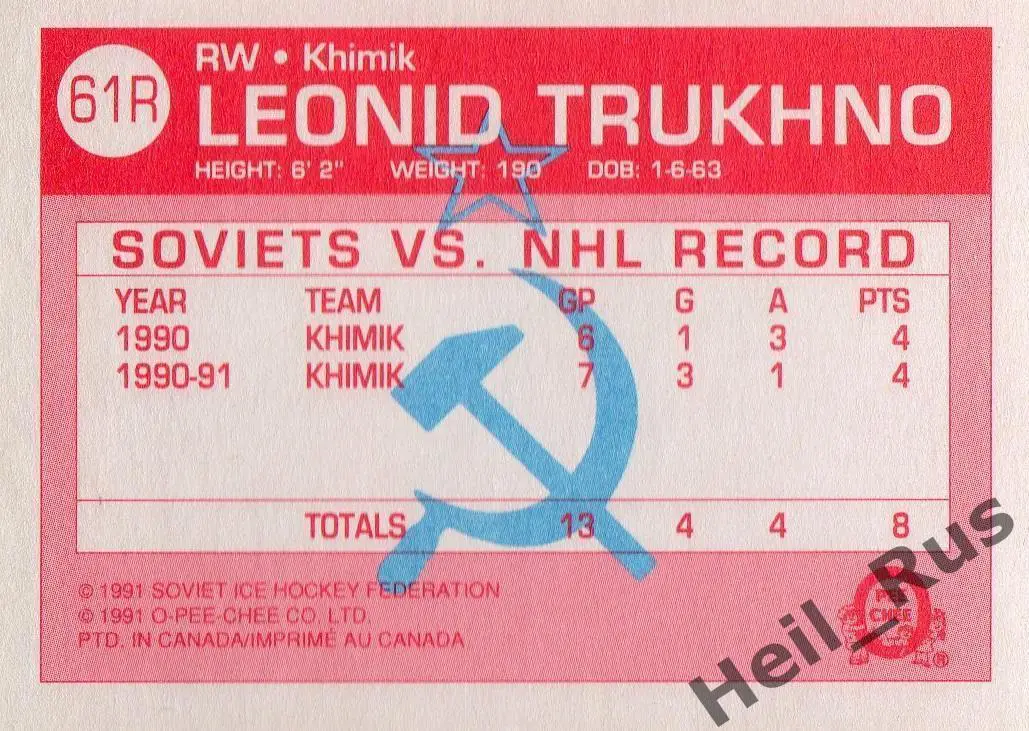 61R
RW • Khimik
LEONID TRUKHNO
HEIGHT: 6' 2" WEIGHT: 190 DOB: 1-6-63
SOVIETS VS. NHL RECORD
YEAR TEAM GP G A PTS
1990 KHIMIK 6 1 3 4
1990-91 KHIMIK 7 3 1 4
TOTALS 13 4 4 8
© 1991 SOVIET ICE HOCKEY FEDERATION
© 1991 O-PEE-CHEE CO. LTD.
PTD. IN CANADA/IMPRIMÉ AU CANADA
CHEE
®
Heil_Rus